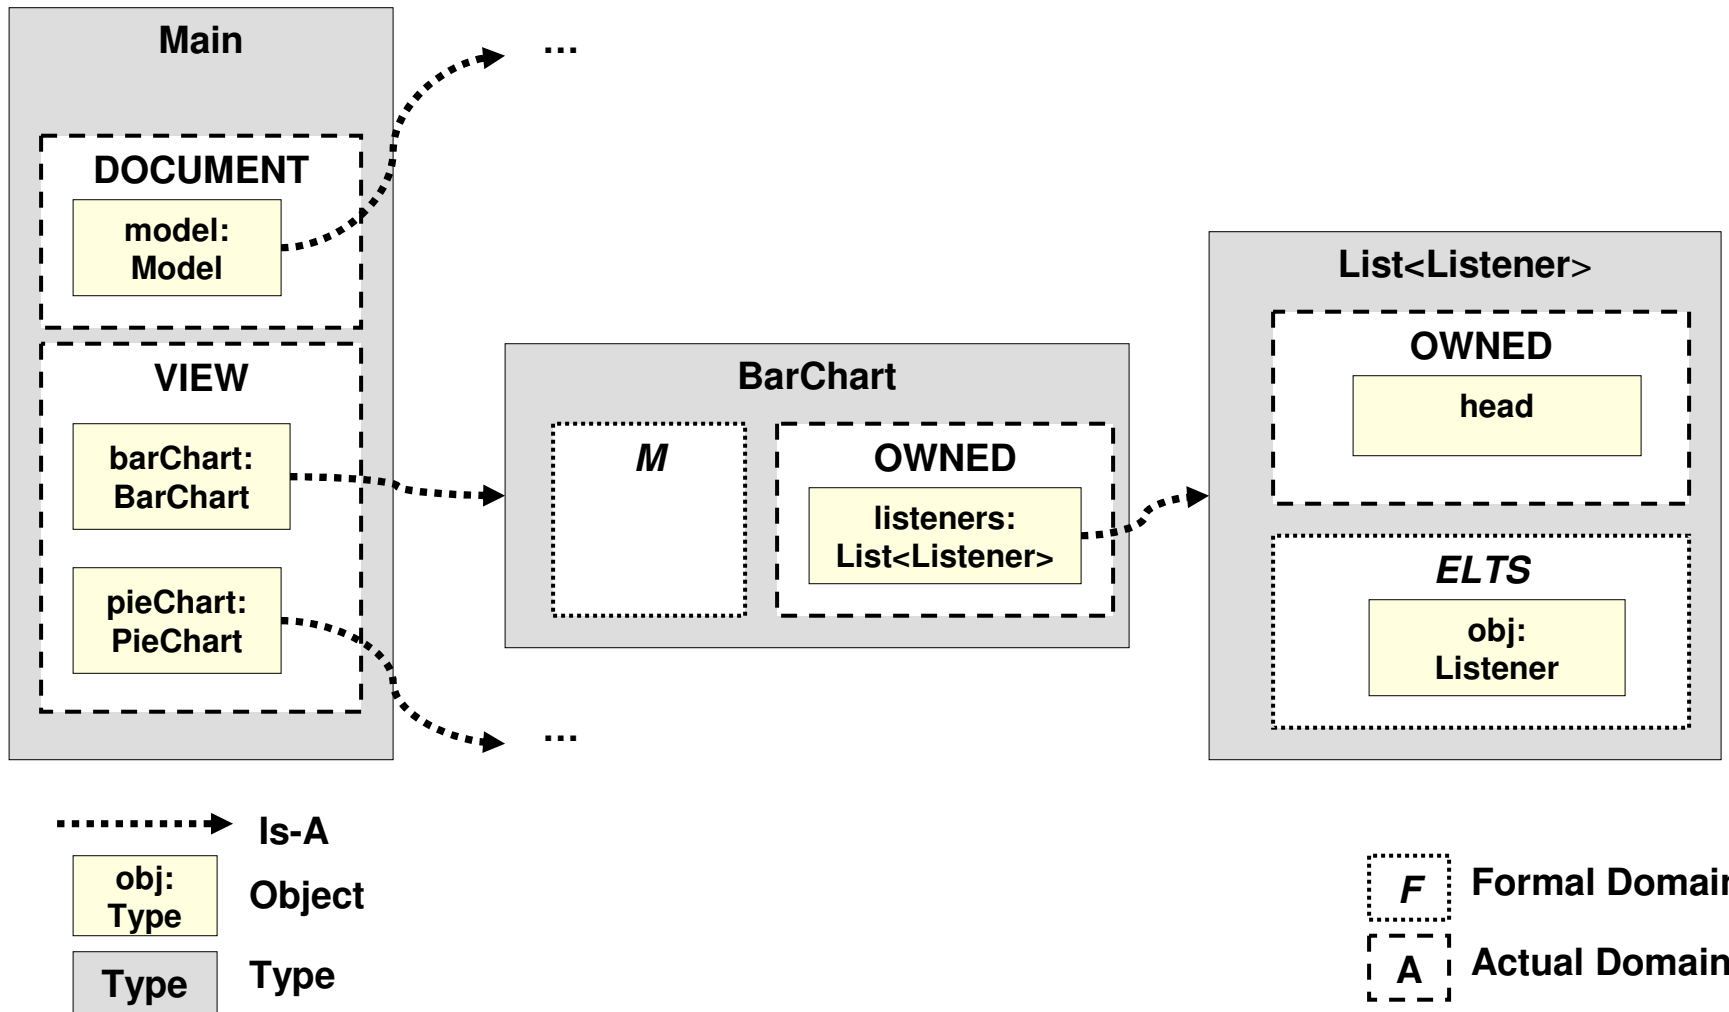 Main
...
DOCUMENT
model:
Model
VIEW
barChart:
BarChart
pieChart:
PieChart
...
BarChart
M
OWNED
listeners:
List<Listener>
List<Listener>
OWNED
head
ELTS
obj:
Listener
Is-A
obj:
Type
Object
Type
Type
F
Formal Domain
A
Actual Domain